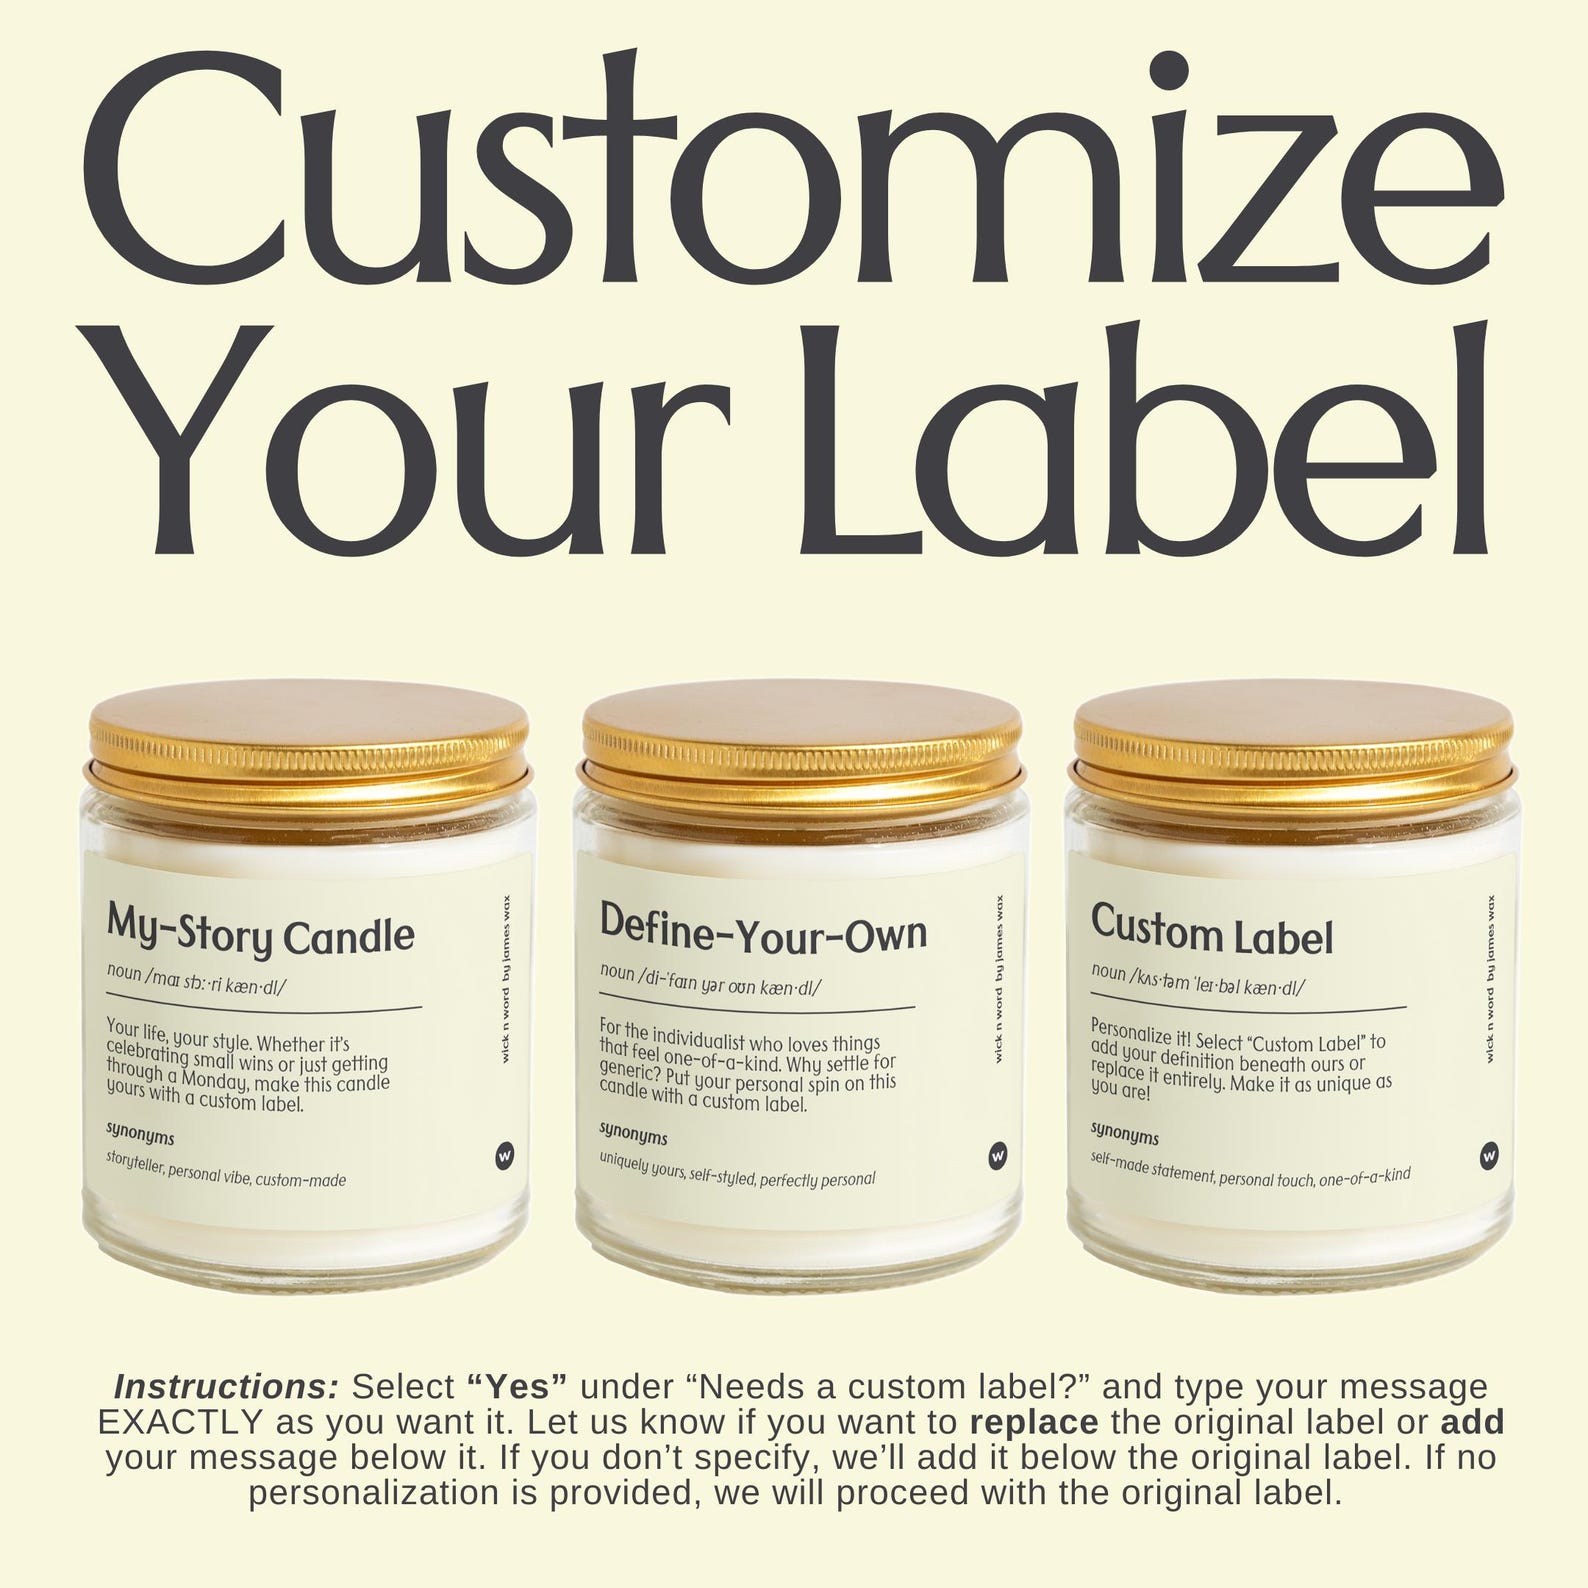 Customize
Your Label
My-Story Candle
noun /maɪ stɔː·ri kæn·dl/
Your life, your style. Whether it's
celebrating small wins or just getting
through a Monday, make this candle
yours with a custom label.
synonyms
storyteller, personal vibe, custom-made
wick n word by james wax
w
Define-Your-Own
noun /di-ˈfaɪn yər oʊn kæn·dl/
For the individualist who loves things
that feel one-of-a-kind. Why settle for
generic? Put your personal spin on this
candle with a custom label.
synonyms
uniquely yours, self-styled, perfectly personal
wick n word by james wax
w
Custom Label
noun /kʌs·təm ˈleɪ·bəl kæn·dl/
Personalize it! Select “Custom Label” to
add your definition beneath ours or
replace it entirely. Make it as unique as
you are!
synonyms
self-made statement, personal touch, one-of-a-kind
wick n word by james wax
w
Instructions: Select “Yes” under “Needs a custom label?” and type your message
EXACTLY as you want it. Let us know if you want to replace the original label or add
your message below it. If you don’t specify, we’ll add it below the original label. If no
personalization is provided, we will proceed with the original label.